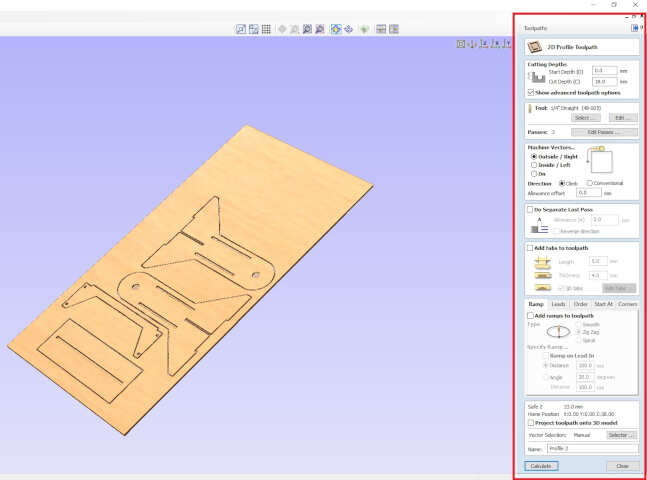 Toolpaths
2D Profile Toolpath
Cutting Depths
Start Depth (D) 0.0 mm
Cut Depth (C) 18.0 mm
Show advanced toolpath options
Tool: 1/4" Straight
Select ... Edit ...
Passes: 3 Edit Passes ...
Machine Vectors...
Outside / Right
Inside / Left
On
Direction Climb Conventional
Allowance offset 0.0 mm
Do Separate Last Pass
Allowance 0.0 mm
Reverse direction
Add tabs to toolpath
Length 5.0 mm
Thickness 4.0 mm
3D tabs Edit Tabs ...
Ramp Leads Order Start At Corners
Add ramps to toolpath
Type Smooth
Zig Zag
Spiral
Specify Ramp ...
Ramp on Lead In
Distance 100.0 mm
Angle 20.0 degrees
Distance 100.0 mm
Safe Z 23.0 mm
Home Position X:0.00 Y:0.00 Z:38.00
Project toolpath onto 3D model
Vector Selection: Manual Selector ...
Name: Profile 2
Calculate Close